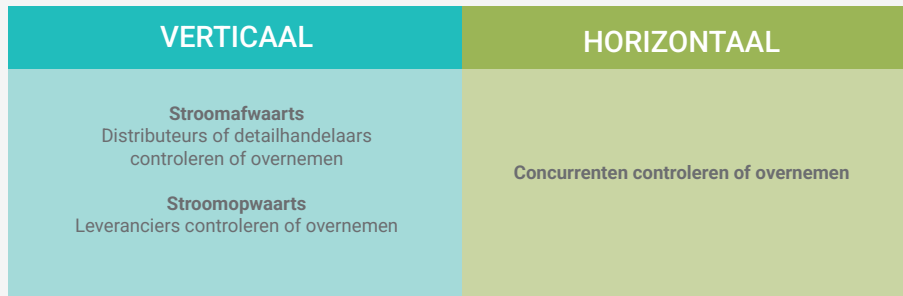 VERTICAAL
HORIZONTAAL
Stroomafwaarts
Distributeurs of detailhandelaars
controleren of overnemen
Stroomopwaarts
Leveranciers controleren of overnemen
Concurrenten controleren of overnemen